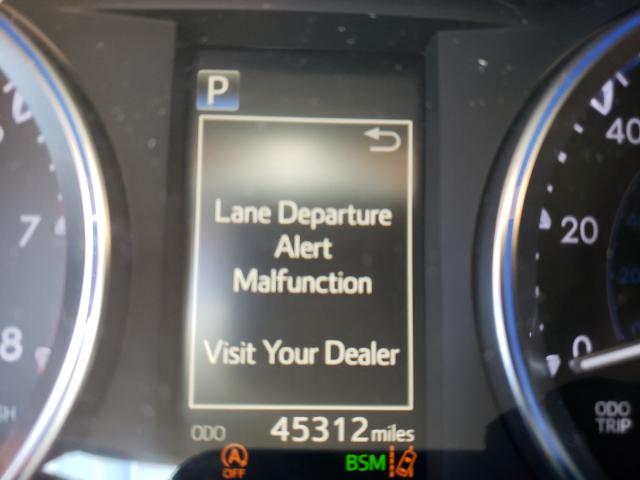 P
Lane Departure
Alert
Malfunction
Visit Your Dealer
ODO 45312 miles
A OFF BSM
7
8
40
20
0
ODO
TRIP